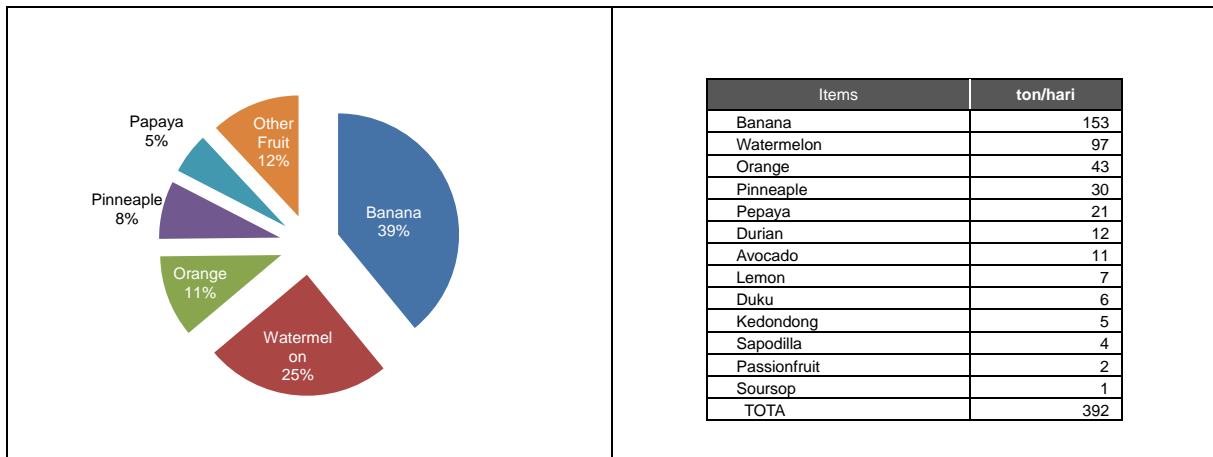 Papaya
5%
Other
Fruit
12%
Pinneaple
8%
Banana
39%
Orange
11%
Watermel
on
25%
Items ton/hari
Banana 153
Watermelon 97
Orange 43
Pinneaple 30
Pepaya 21
Durian 12
Avocado 11
Lemon 7
Duku 6
Kedondong 5
Sapodilla 4
Passionfruit 2
Soursop 1
TOTA 392